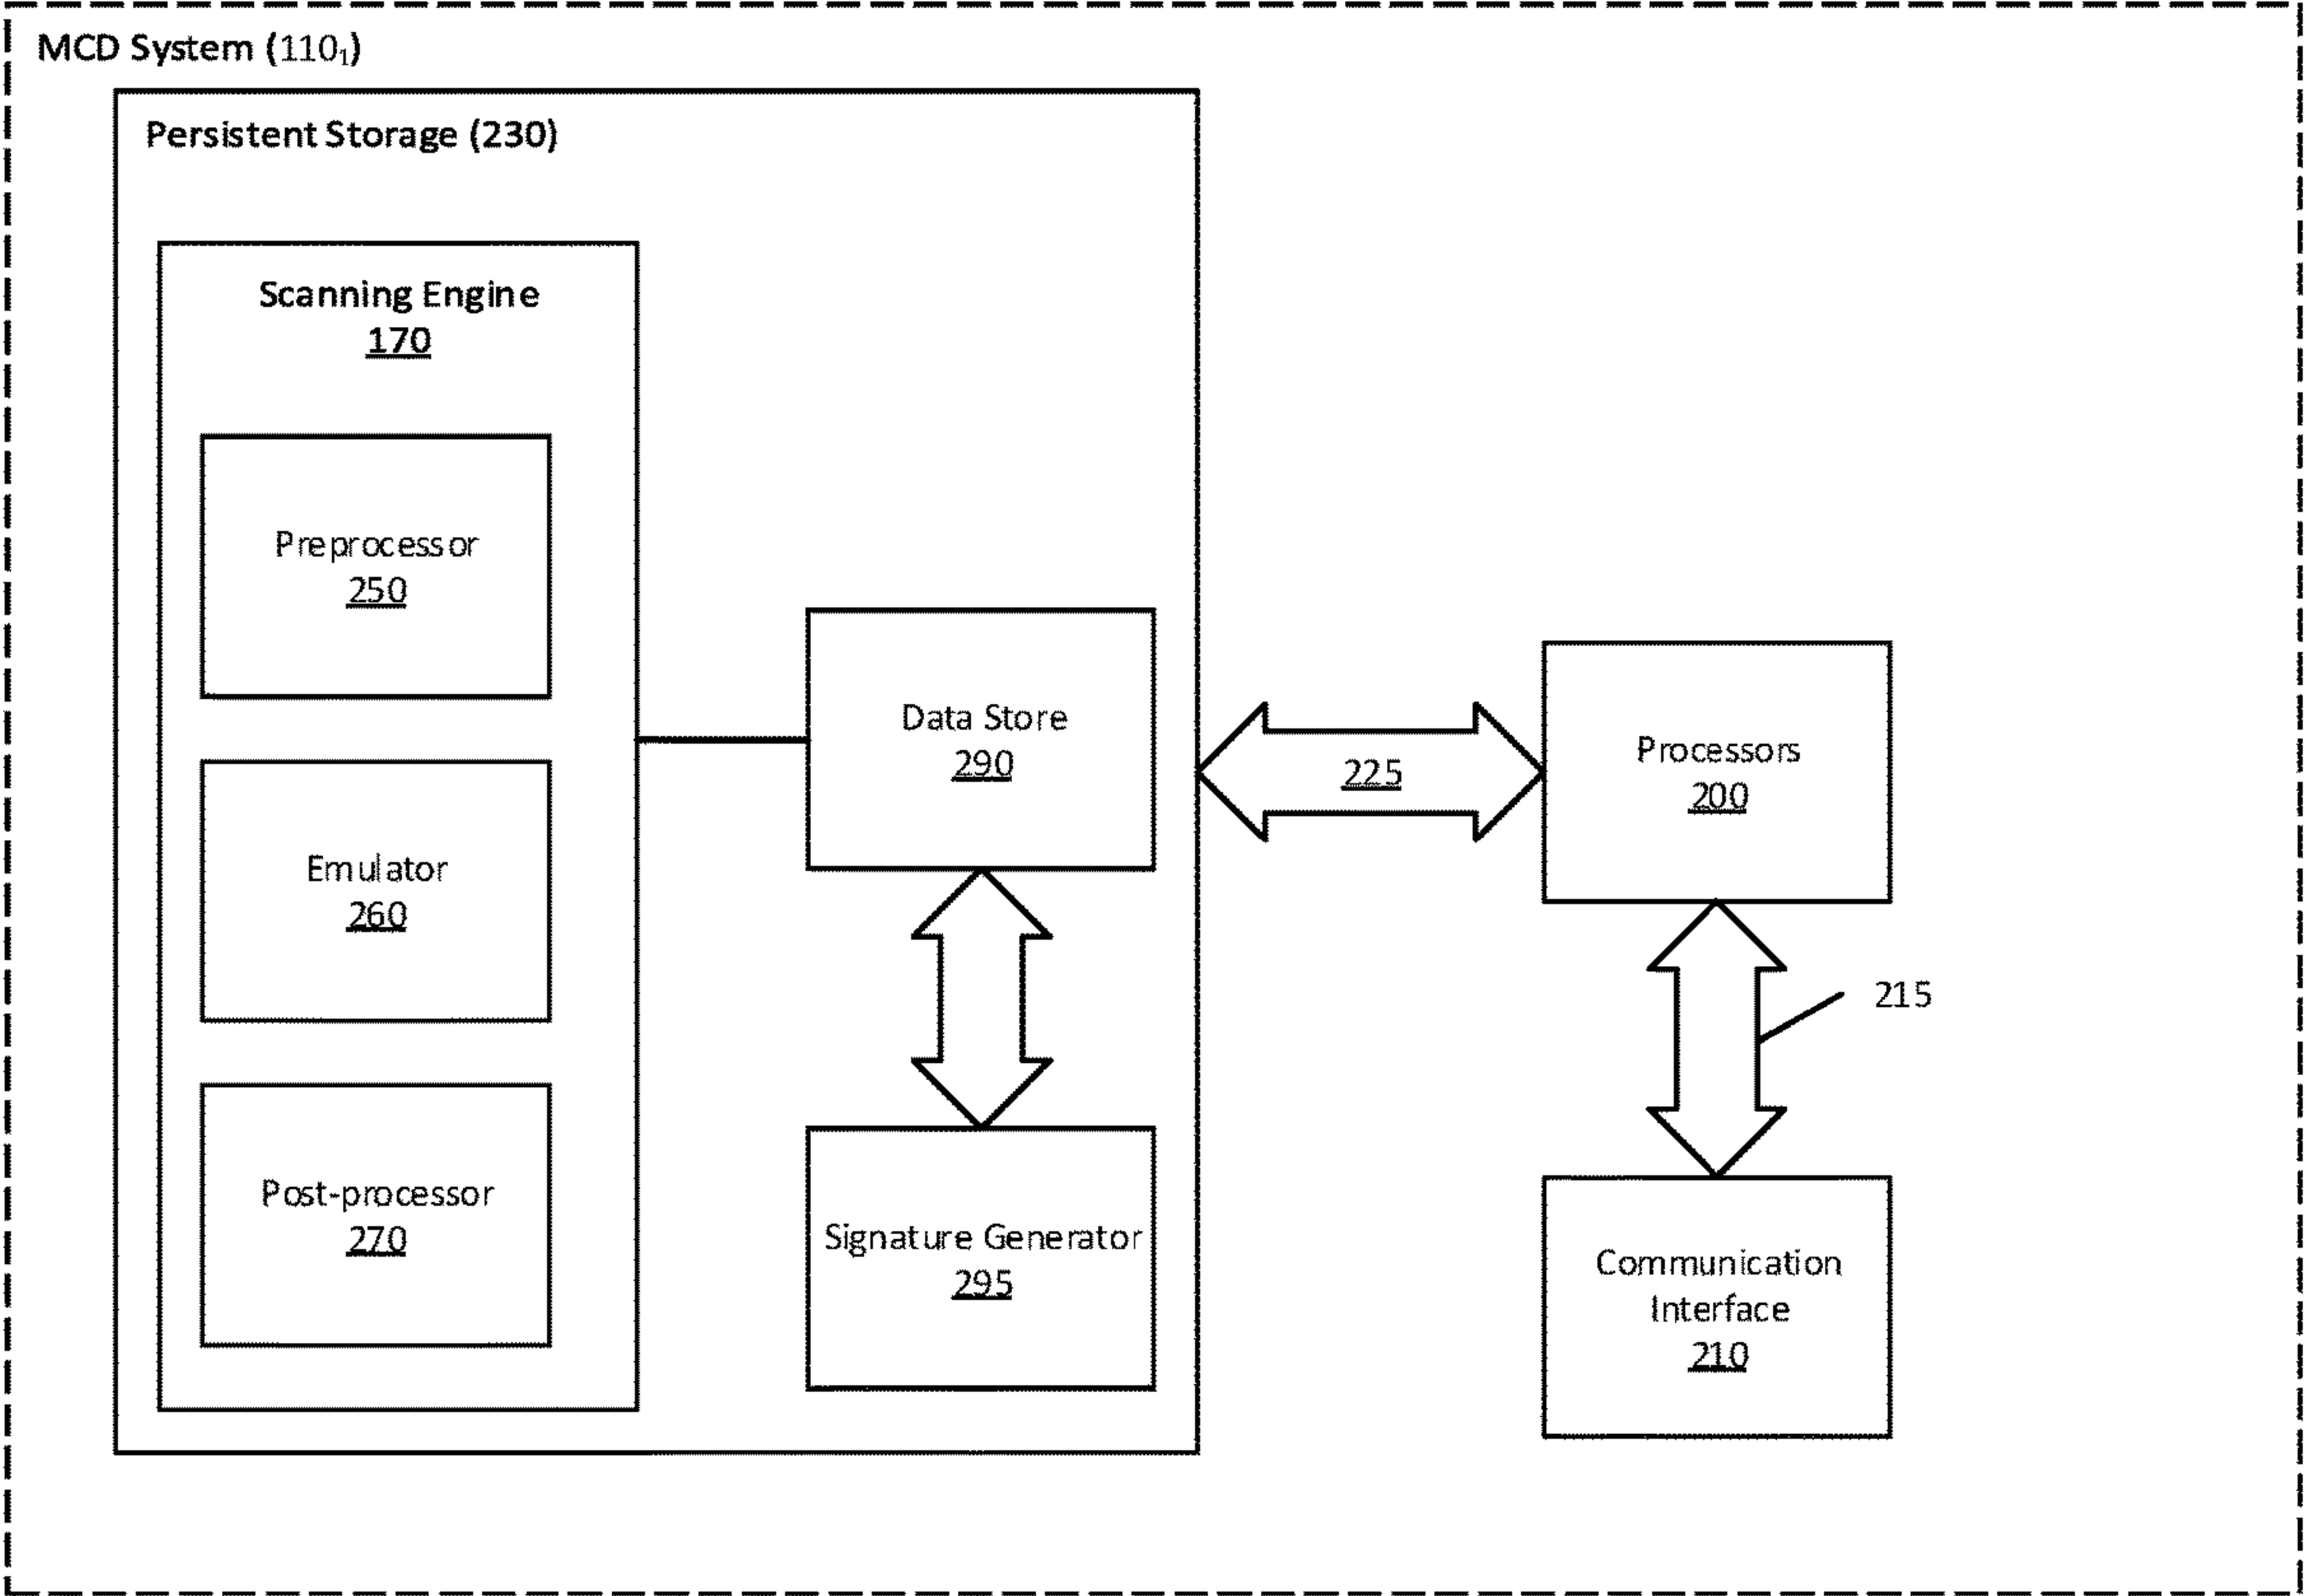 MCD System (110₁)
Persistent Storage (230)
Scanning Engine
170
Preprocessor
250
Emulator
260
Post-processor
270
Data Store
290
Signature Generator
295
225
Processors
200
215
Communication
Interface
210